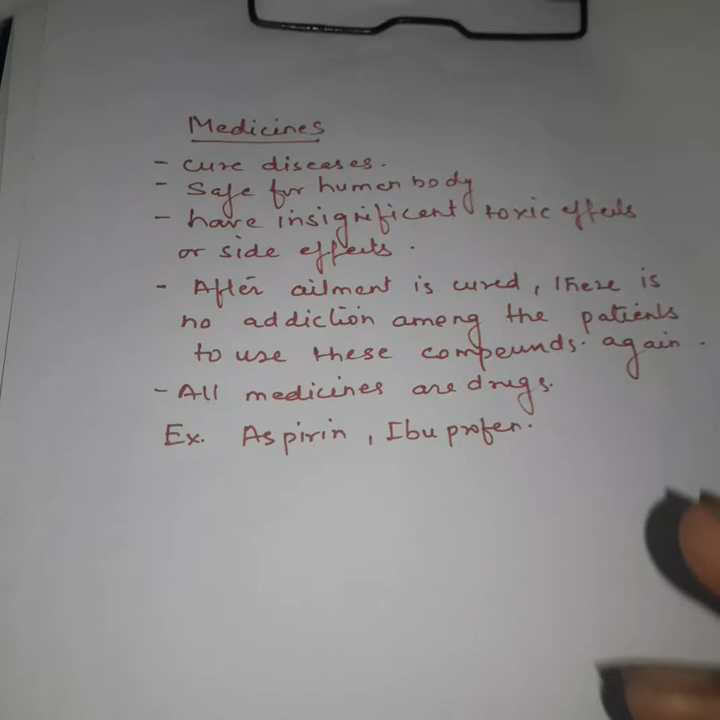 Medicines
- cure diseases.
- Safe for human body
- have insignificent toxic effects
or side effects.
- After ailment is cured, there is
no addiction among the patients
to use these compounds. again.
- All medicines are drugs.
Ex. Aspirin, Ibuprofen.